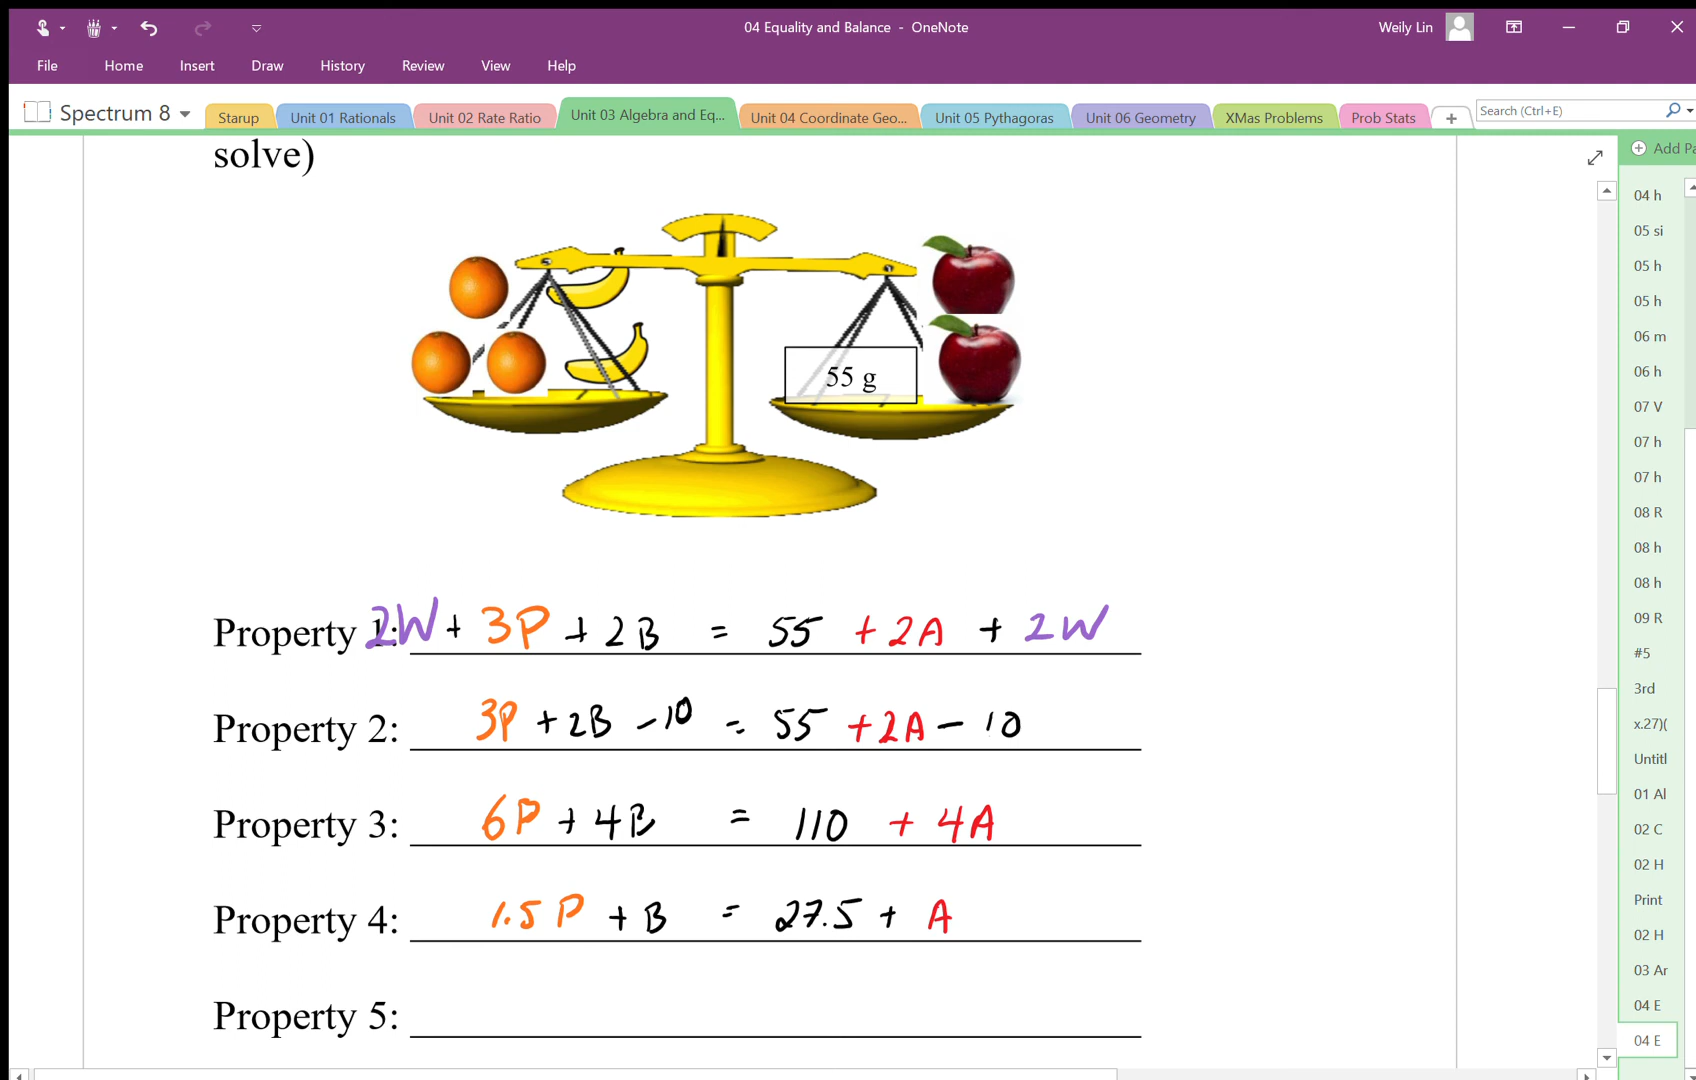 04 Equality and Balance - OneNote
Weily Lin
File Home Insert Draw History Review View Help
Spectrum 8
Starup
Unit 01 Rationals
Unit 02 Rate Ratio
Unit 03 Algebra and Eq...
Unit 04 Coordinate Geo...
Unit 05 Pythagoras
Unit 06 Geometry
XMas Problems
Prob Stats
+
Search (Ctrl+E)
Add Pa
solve)
55 g
Property 1: 2W + 3P + 2B = 55 + 2A + 2W
Property 2: 3P + 2B - 10 = 55 + 2A - 10
Property 3: 6P + 4B = 110 + 4A
Property 4: 1.5P + B = 27.5 + A
Property 5:
04 h
05 si
05 h
05 h
06 m
06 h
07 V
07 h
07 h
08 R
08 h
08 h
09 R
#5
3rd
x.27)(
Untitl
01 Al
02 C
02 H
Print
02 H
03 Ar
04 E
04 E